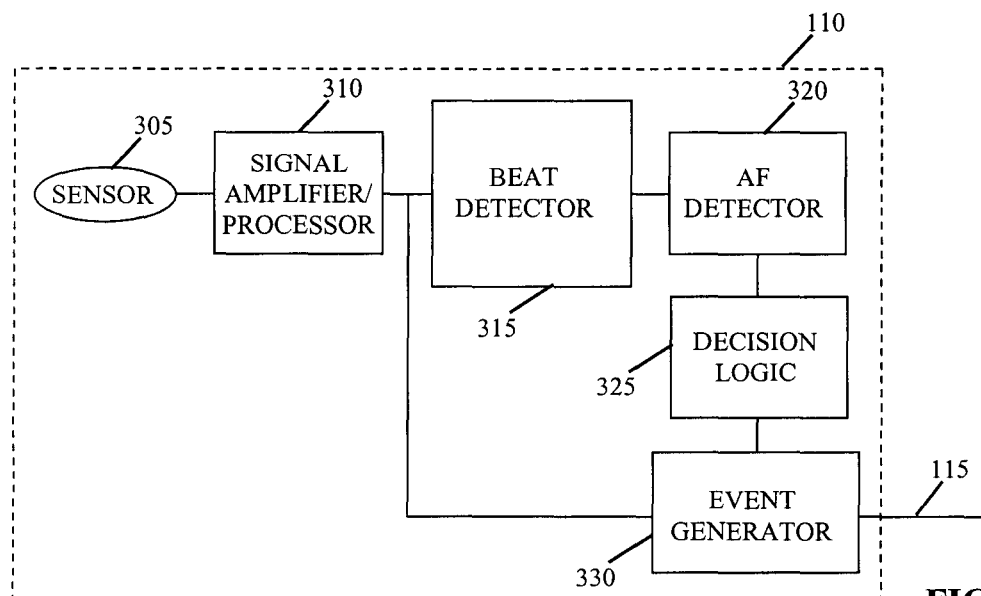 110
310
320
305
SENSOR
SIGNAL
AMPLIFIER/
PROCESSOR
BEAT
DETECTOR
AF
DETECTOR
315
DECISION
LOGIC
325
115
EVENT
GENERATOR
330
FIG